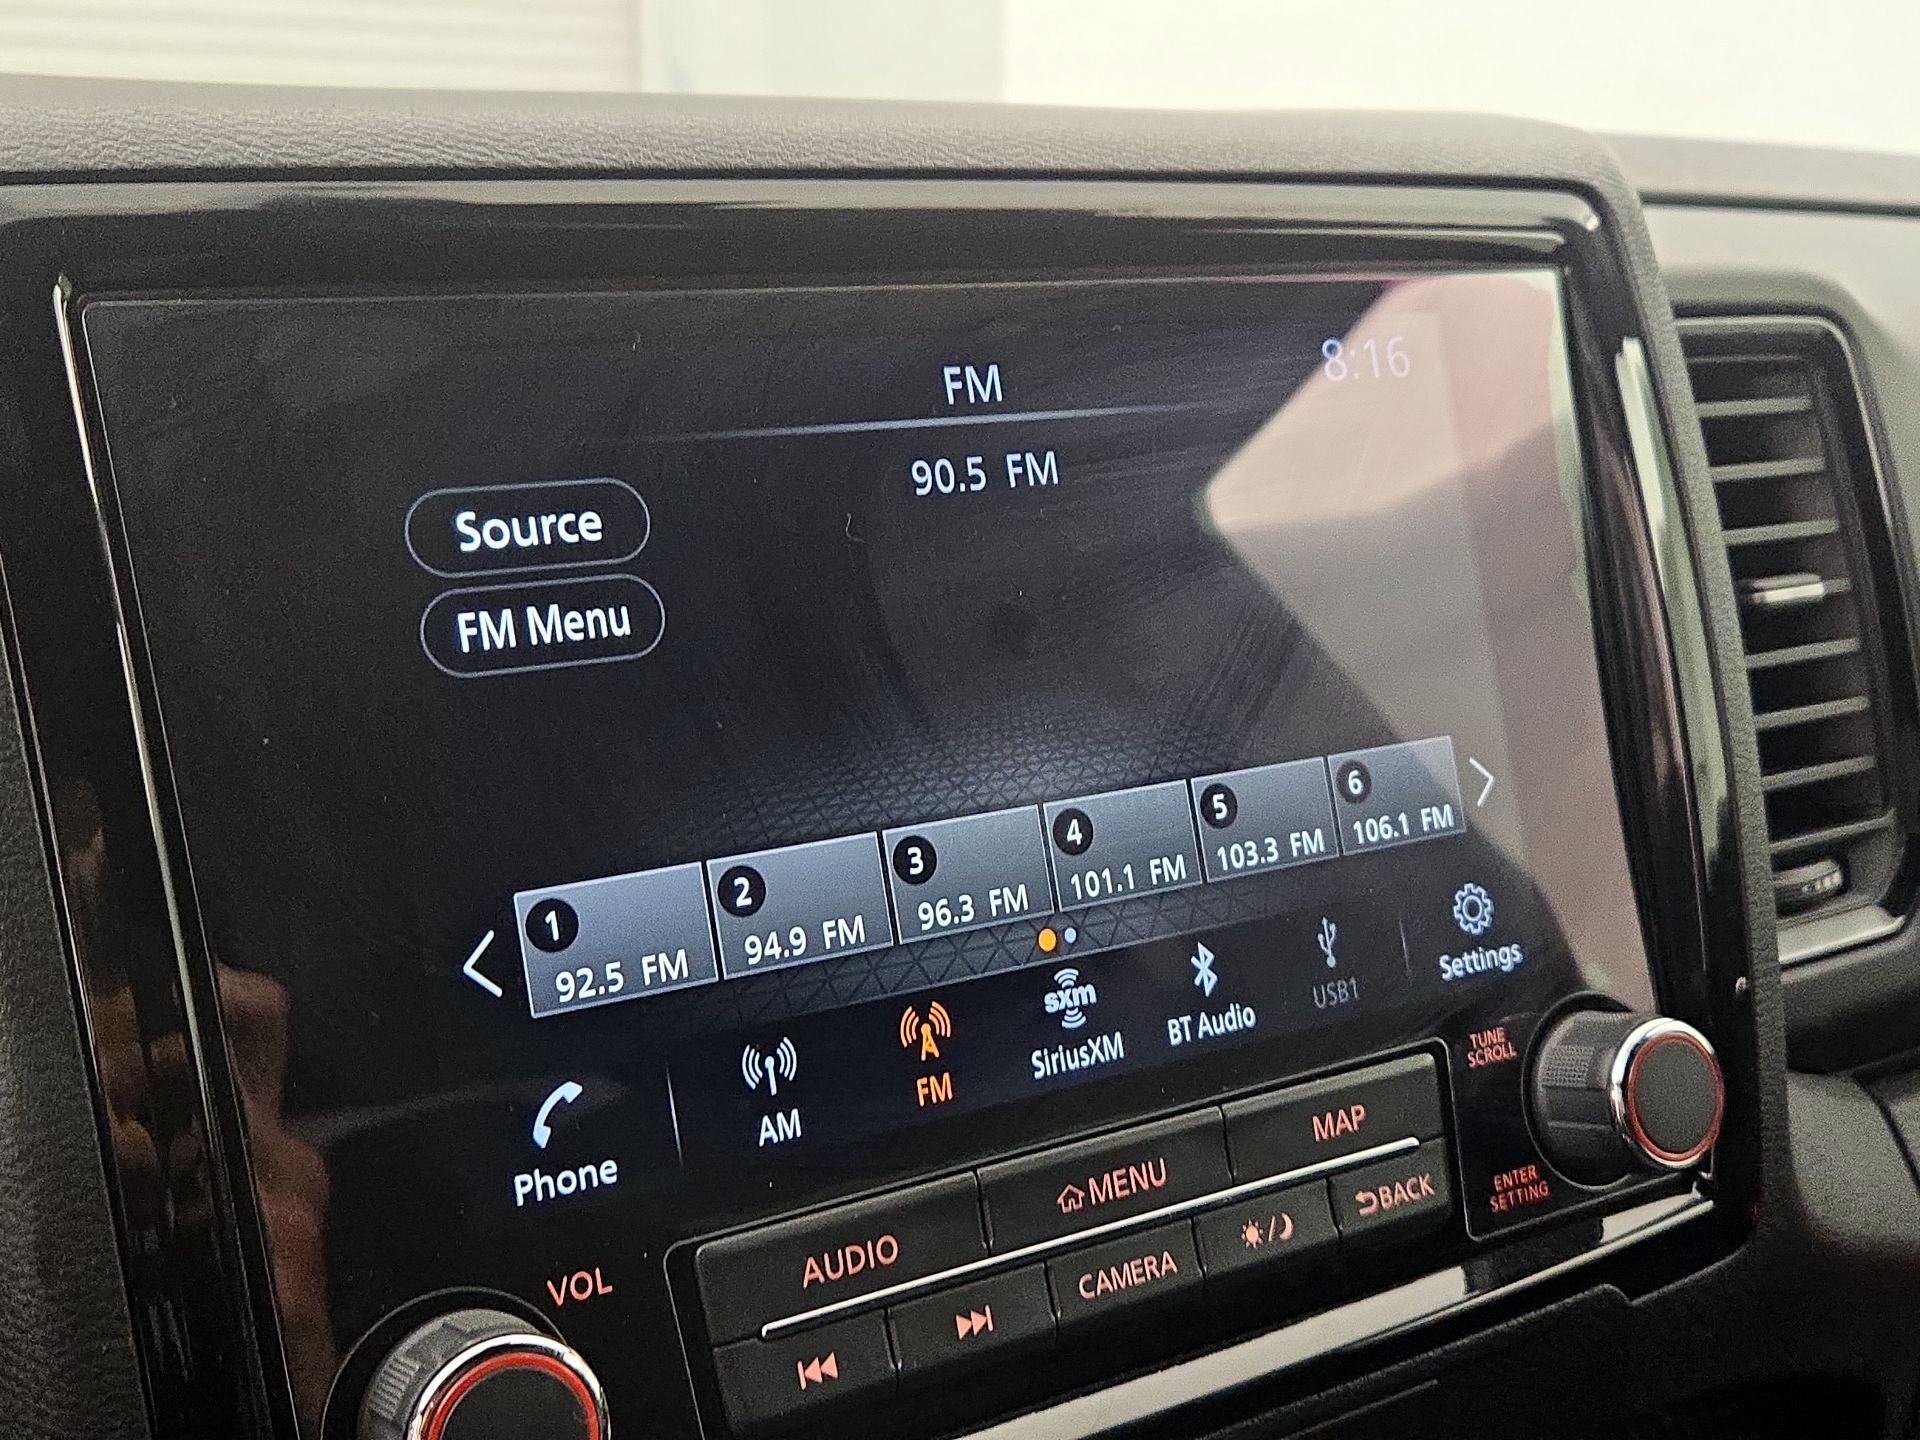 FM
8:16
90.5 FM
Source
FM Menu
1
92.5 FM
2
94.9 FM
3
96.3 FM
4
101.1 FM
5
103.3 FM
6
106.1 FM
Phone
AM
FM
sxm
SiriusXM
BT Audio
USB1
Settings
TUNE
SCROLL
ENTER
SETTING
VOL
AUDIO
MENU
MAP
CAMERA
BACK